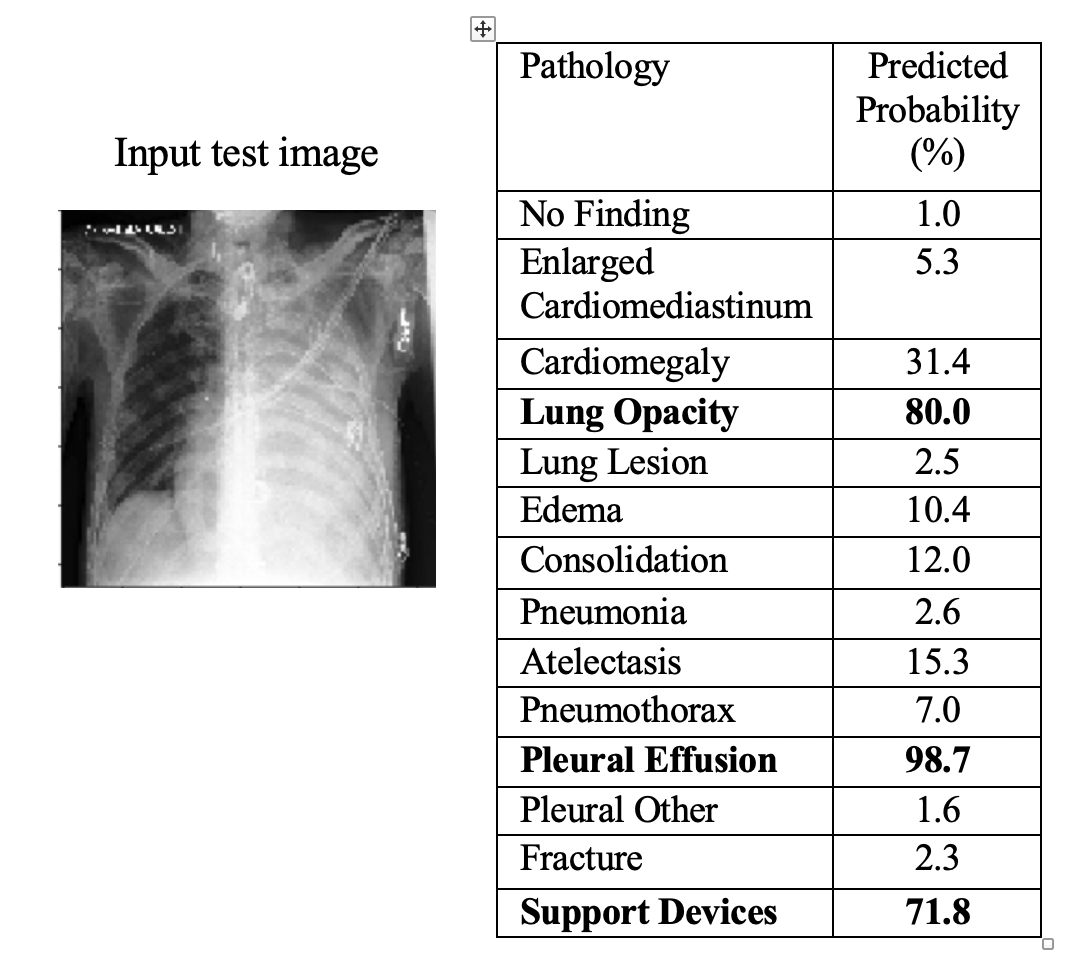 Input test image
Pathology
Predicted
Probability
(%)
No Finding
1.0
Enlarged
Cardiomediastinum
5.3
Cardiomegaly
31.4
Lung Opacity
80.0
Lung Lesion
2.5
Edema
10.4
Consolidation
12.0
Pneumonia
2.6
Atelectasis
15.3
Pneumothorax
7.0
Pleural Effusion
98.7
Pleural Other
1.6
Fracture
2.3
Support Devices
71.8